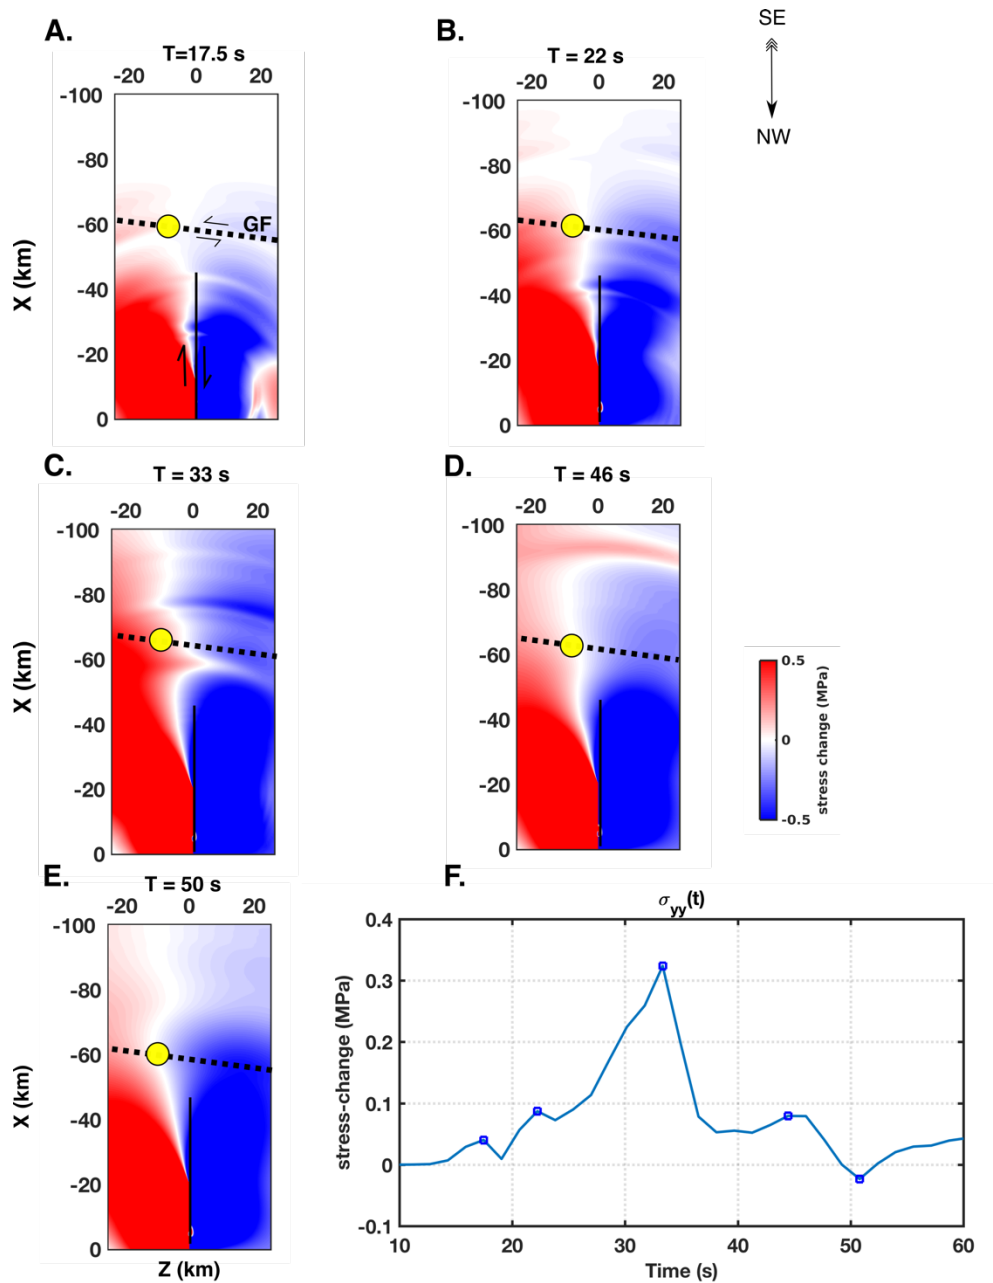 A.
T=17.5 s
-20 0 20
-100
-80
-60
-40
-20
0
X (km)
GF
B.
T = 22 s
-20 0 20
-100
-80
-60
-40
-20
0
SE
NW
C.
T = 33 s
-20 0 20
-100
-80
-60
-40
-20
0
X (km)
D.
T = 46 s
-20 0 20
-100
-80
-60
-40
-20
0
0.5
0
-0.5
stress change (MPa)
E.
T = 50 s
-20 0 20
-100
-80
-60
-40
-20
0
X (km)
Z (km)
F.
σyy(t)
0.4
0.3
0.2
0.1
0
-0.1
stress-change (MPa)
10 20 30 40 50 60
Time (s)